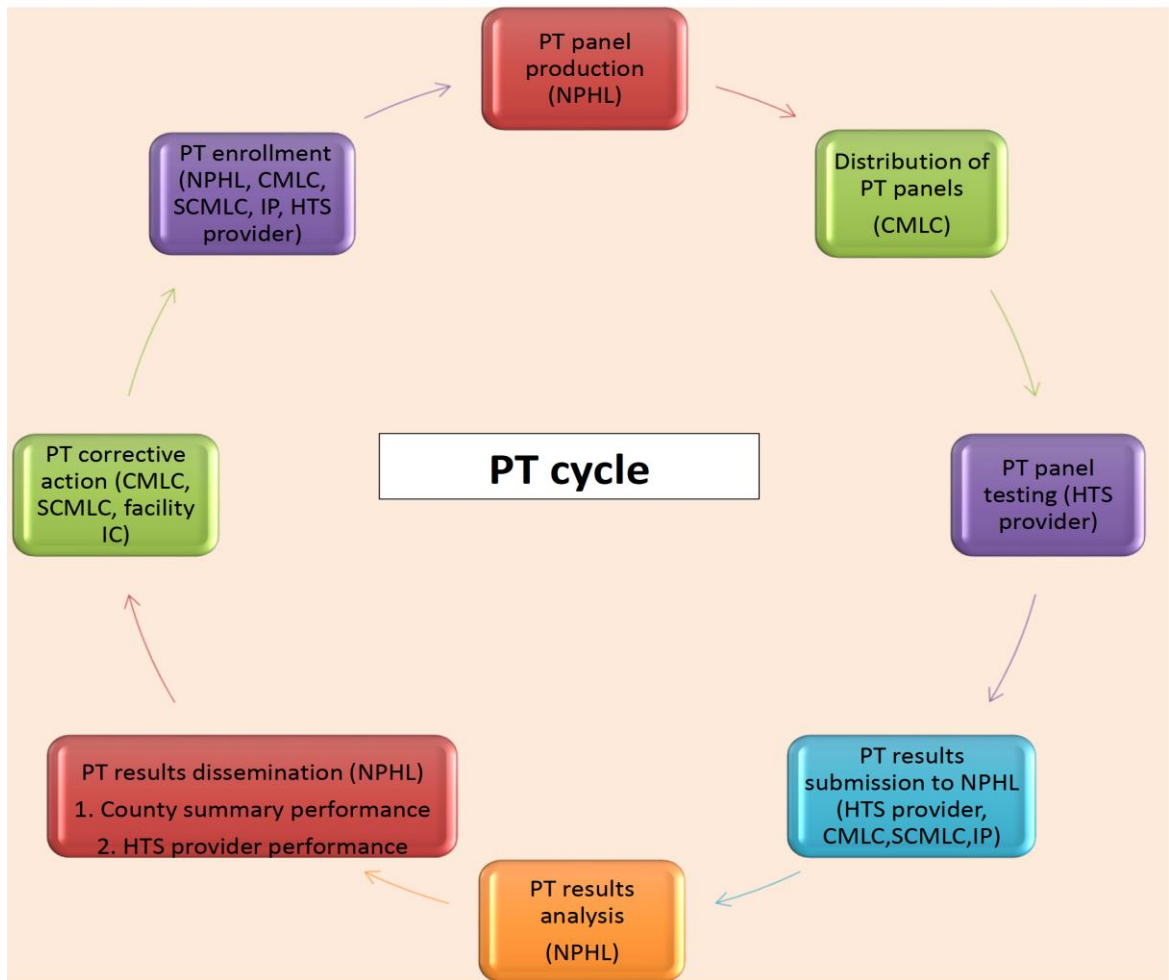 PT panel
production
(NPHL)
Distribution of
PT panels
(CMLC)
PT panel
testing (HTS
provider)
PT results
submission to NPHL
(HTS provider,
CMLC,SCMLC,IP)
PT results
analysis
(NPHL)
PT results dissemination (NPHL)
1. County summary performance
2. HTS provider performance
PT corrective
action (CMLC,
SCMLC, facility
IC)
PT enrollment
(NPHL, CMLC,
SCMLC, IP, HTS
provider)
PT cycle